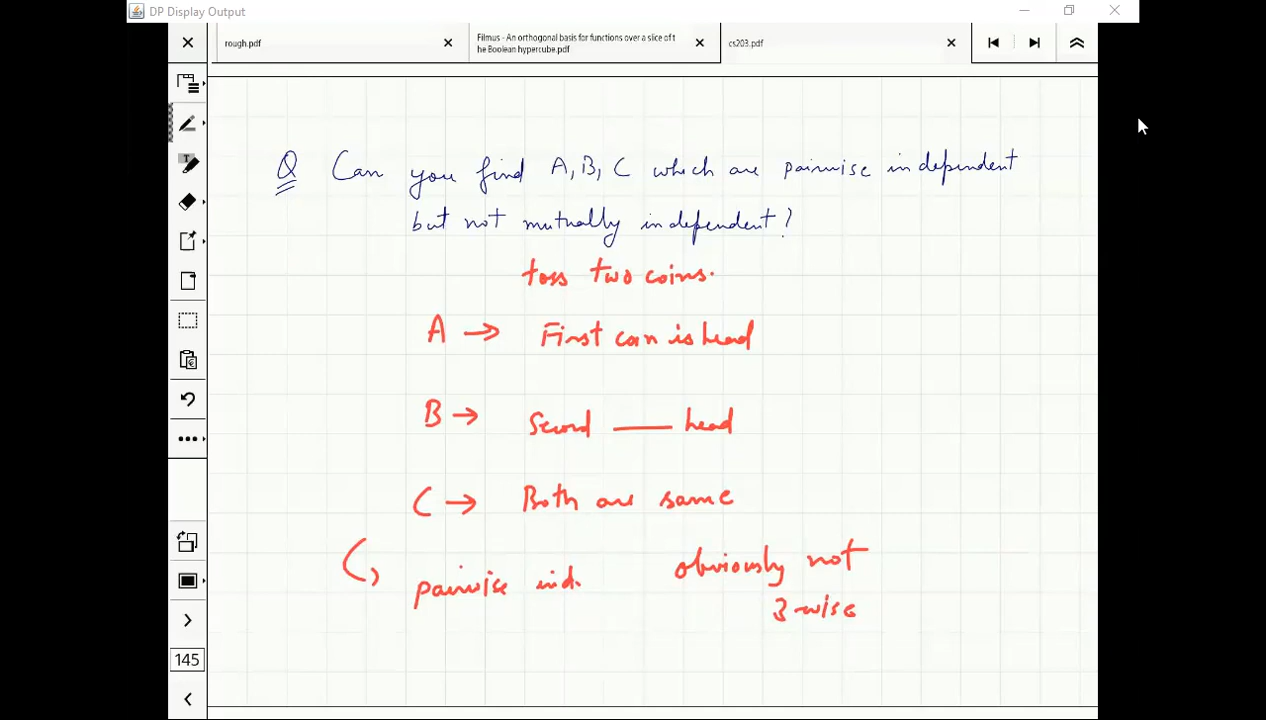 DP Display Output
rough.pdf
Filmus - An orthogonal basis for functions over a slice of t
he Boolean hypercube.pdf
cs203.pdf
Q Can you find A, B, C which are pairwise independent
but not mutually independent?
toss two coins.
A → First coin is head
B → Second —— head
C → Both are same
pairwise ind.
obviously not
3-wise
145